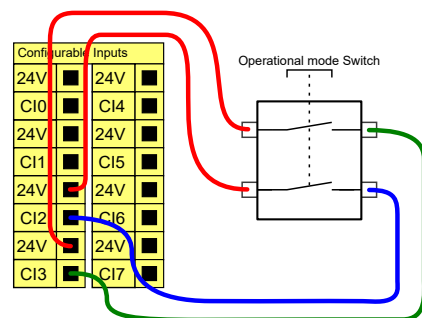 Configurable Inputs
Operational mode Switch
24V 24V
CI0 CI4
24V 24V
CI1 CI5
24V 24V
CI2 CI6
24V 24V
CI3 CI7